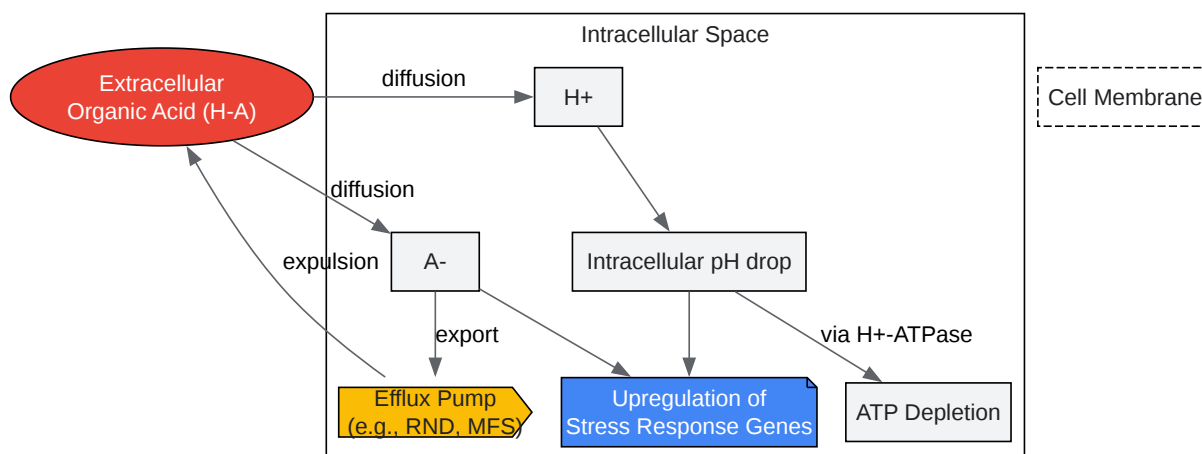 Intracellular Space
Extracellular
Organic Acid (H-A)
diffusion
H+
Cell Membrane
diffusion
expulsion
A-
Intracellular pH drop
export
via H+-ATPase
Efflux Pump
(e.g., RND, MFS)
Upregulation of
Stress Response Genes
ATP Depletion